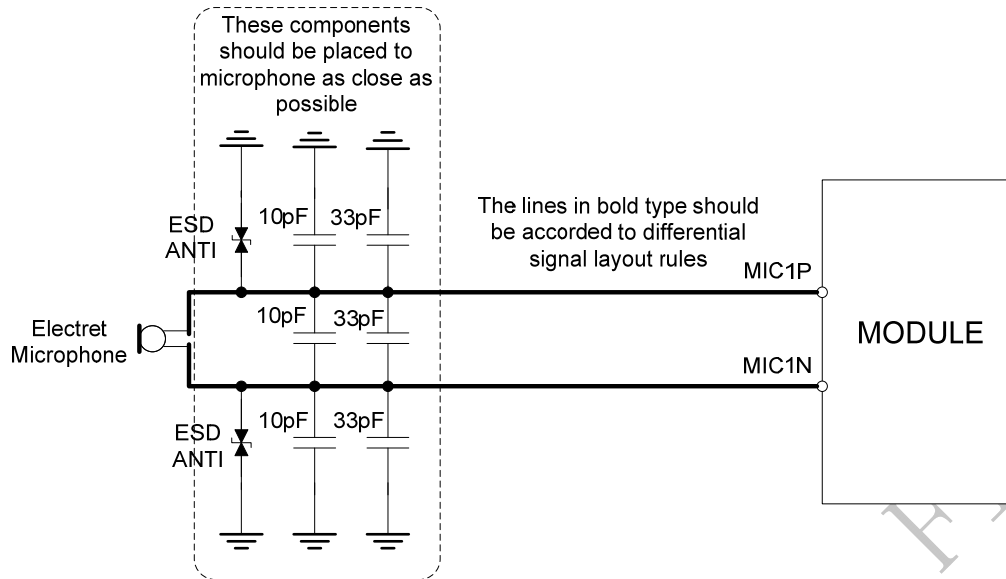 These components
should be placed to
microphone as close as
possible
ESD
ANTI
10pF
33pF
The lines in bold type should
be accorded to differential
signal layout rules
MIC1P
Electret
Microphone
10pF
33pF
MODULE
MIC1N
ESD
ANTI
10pF
33pF
F